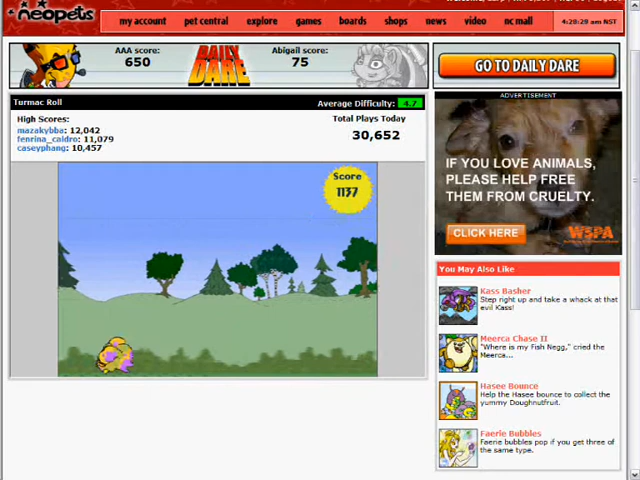 neopets
my account
pet central
explore
games
boards
shops
news
video
nc mall
4:28:28 am NST
AAA score:
650
DAILY
DARE
Abigail score:
75
GO TO DAILY DARE
Turmac Roll
Average Difficulty: 4.7
High Scores:
mazakybba: 12,042
fenrina_caidro: 11,079
caseyphang: 10,457
Total Plays Today
30,652
Score
1137
ADVERTISEMENT
IF YOU LOVE ANIMALS,
PLEASE HELP FREE
THEM FROM CRUELTY.
CLICK HERE
WSPA
You May Also Like
Kass Basher
Step right up and take a whack at that
evil Kass!
Meerca Chase II
"Where is my Fish Negg," cried the
Meerca...
Hasee Bounce
Help the Hasee bounce to collect the
yummy Doughnutfruit.
Faerie Bubbles
Faerie bubbles pop if you get three of
the same type.